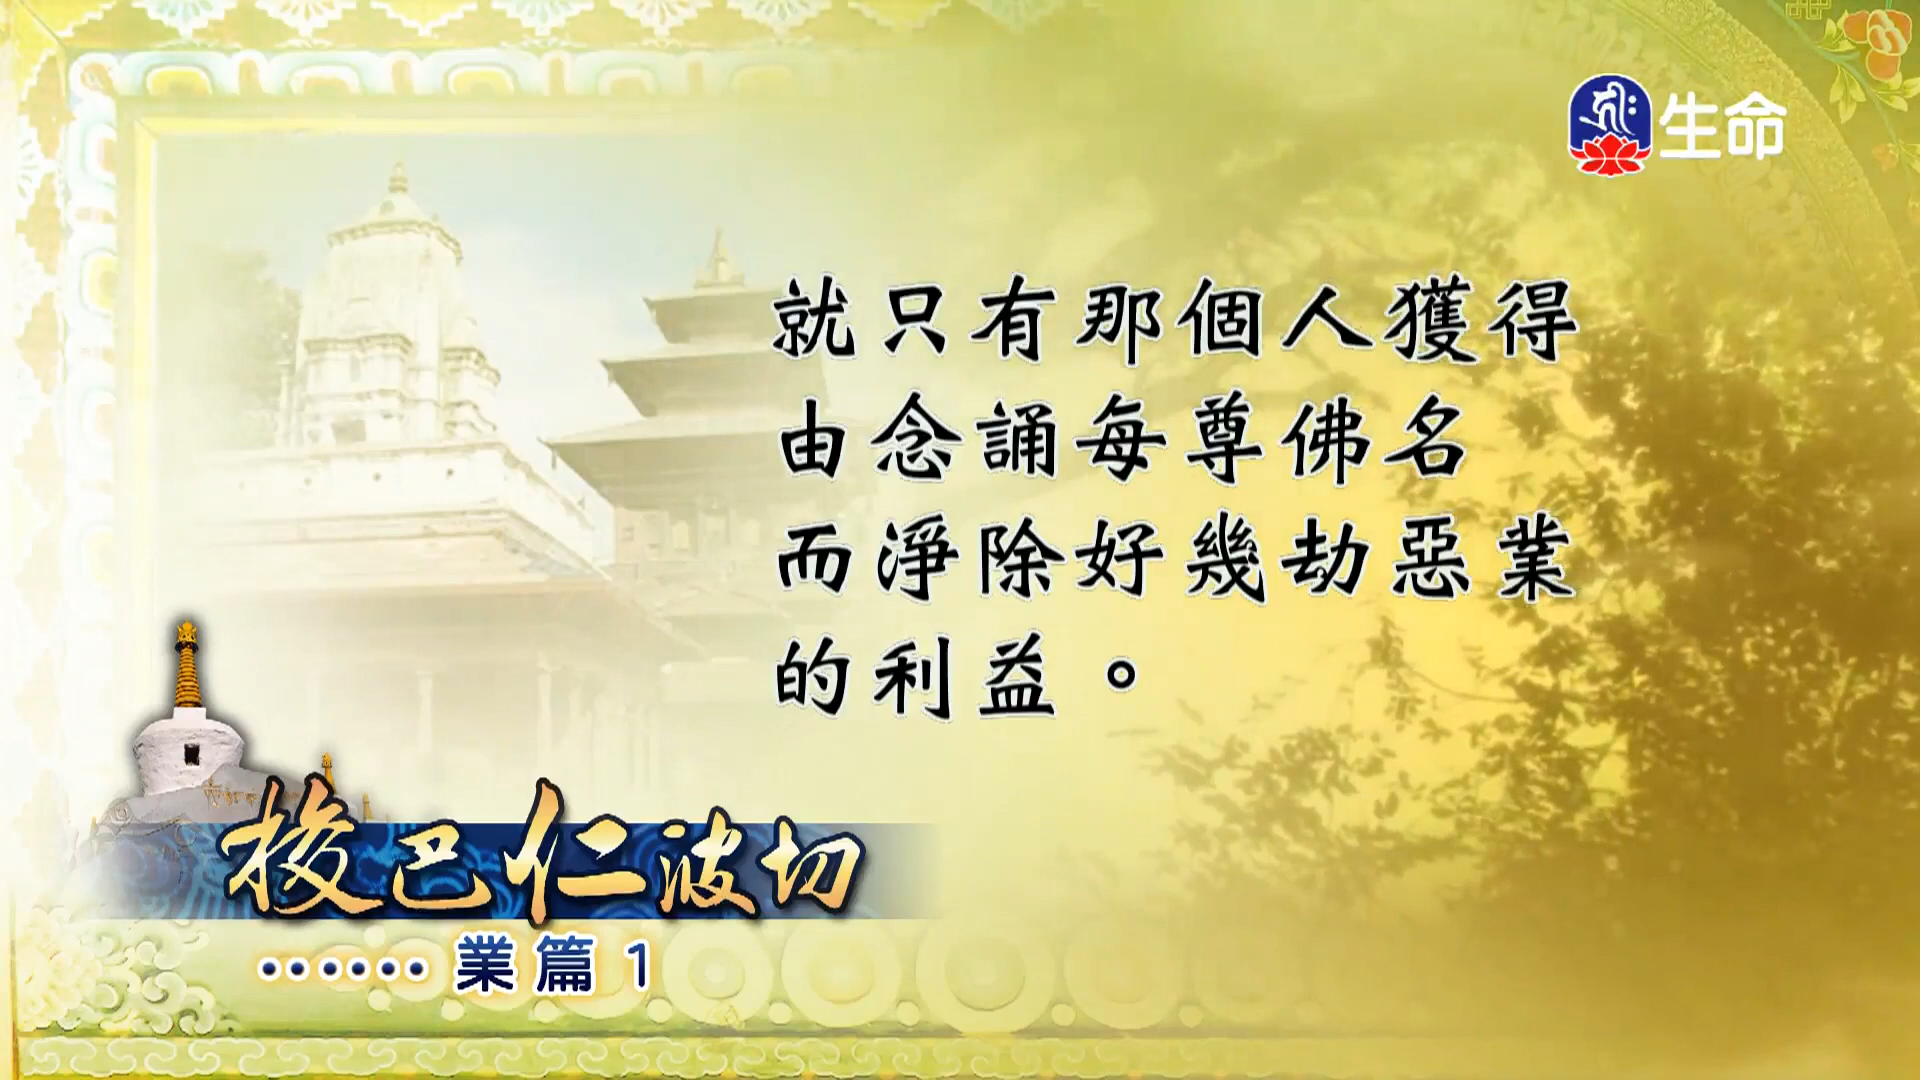 生命
就只有那個人獲得
由念誦每尊佛名
而淨除好幾劫惡業
的利益。
梭巴仁波切
……業篇1